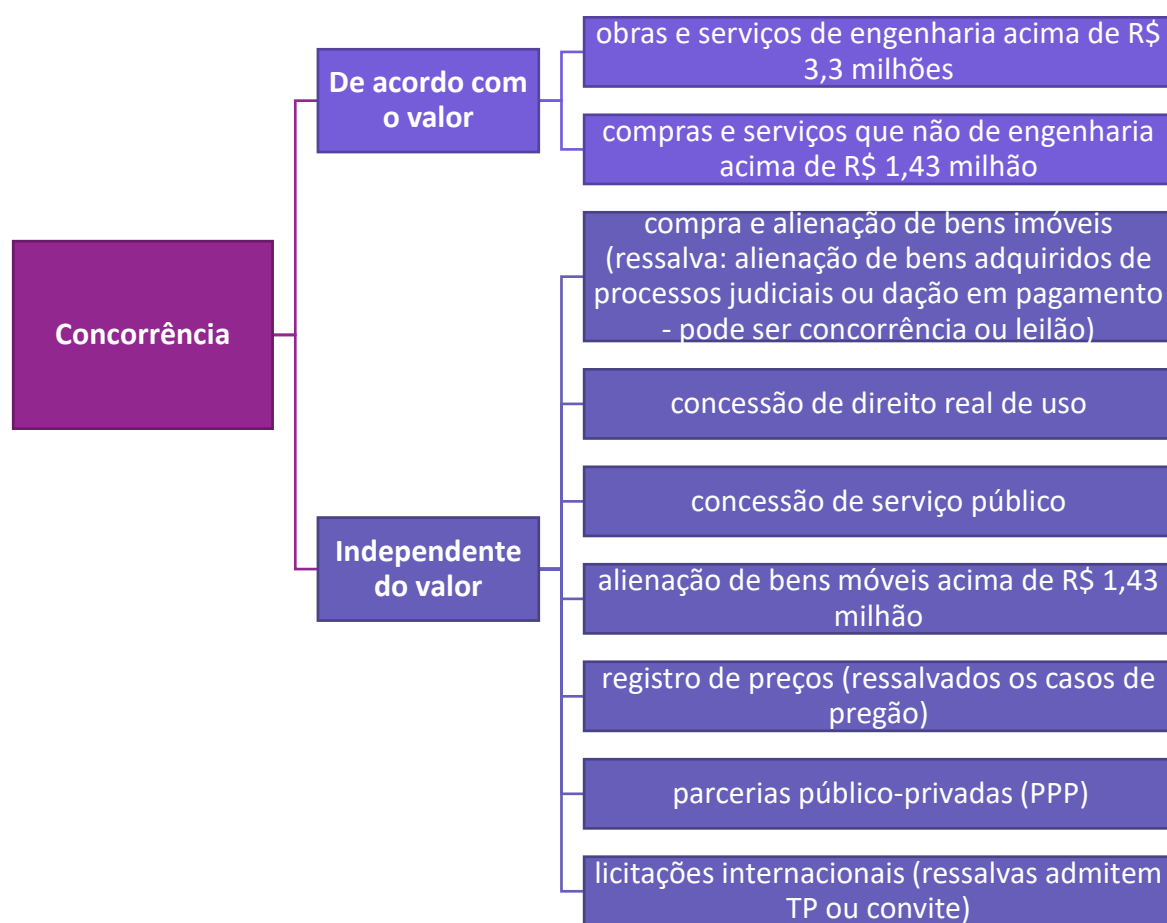 Concorrência
De acordo com
o valor
obras e serviços de engenharia acima de R$
3,3 milhões
compras e serviços que não de engenharia
acima de R$ 1,43 milhão
Independente
do valor
compra e alienação de bens imóveis
(ressalva: alienação de bens adquiridos de
processos judiciais ou dação em pagamento
- pode ser concorrência ou leilão)
concessão de direito real de uso
concessão de serviço público
alienação de bens móveis acima de R$ 1,43
milhão
registro de preços (ressalvados os casos de
pregão)
parcerias público-privadas (PPP)
licitações internacionais (ressalvas admitem
TP ou convite)